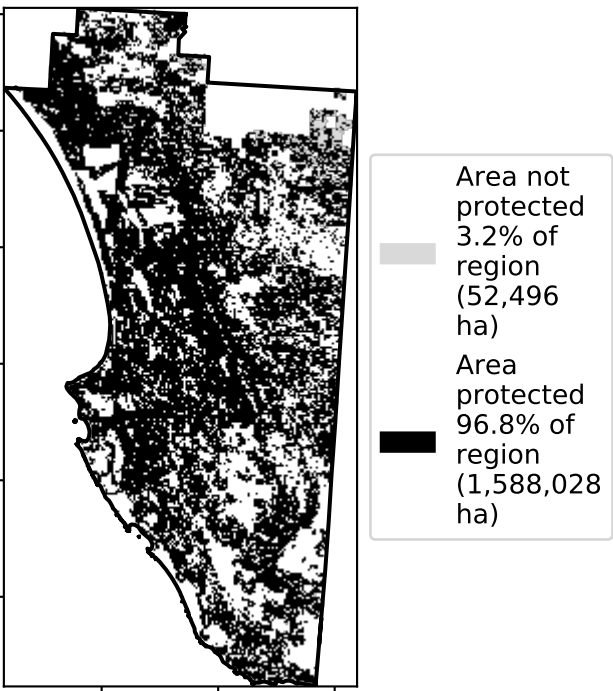 Area not
protected
3.2% of
region
(52,496
ha)
Area
protected
96.8% of
region
(1,588,028
ha)